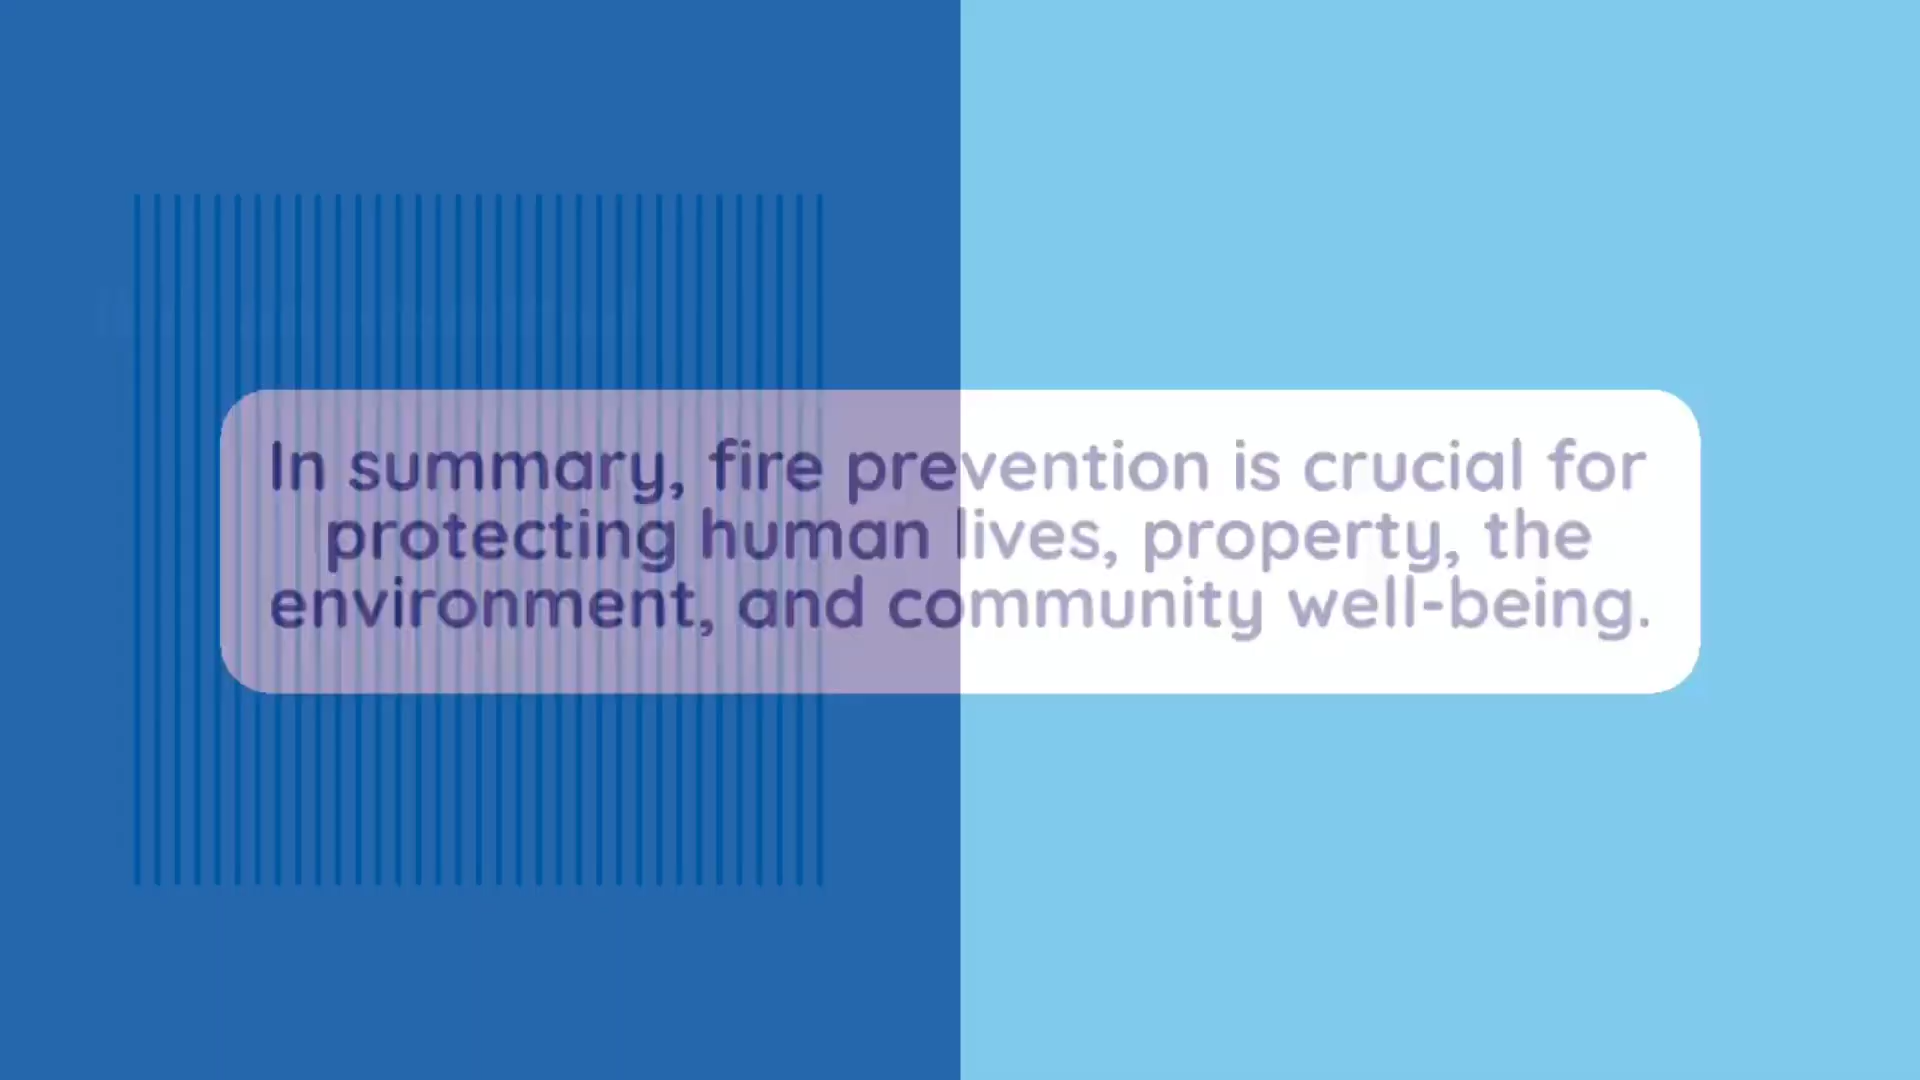 In summary, fire prevention is crucial for
protecting human lives, property, the
environment, and community well-being.